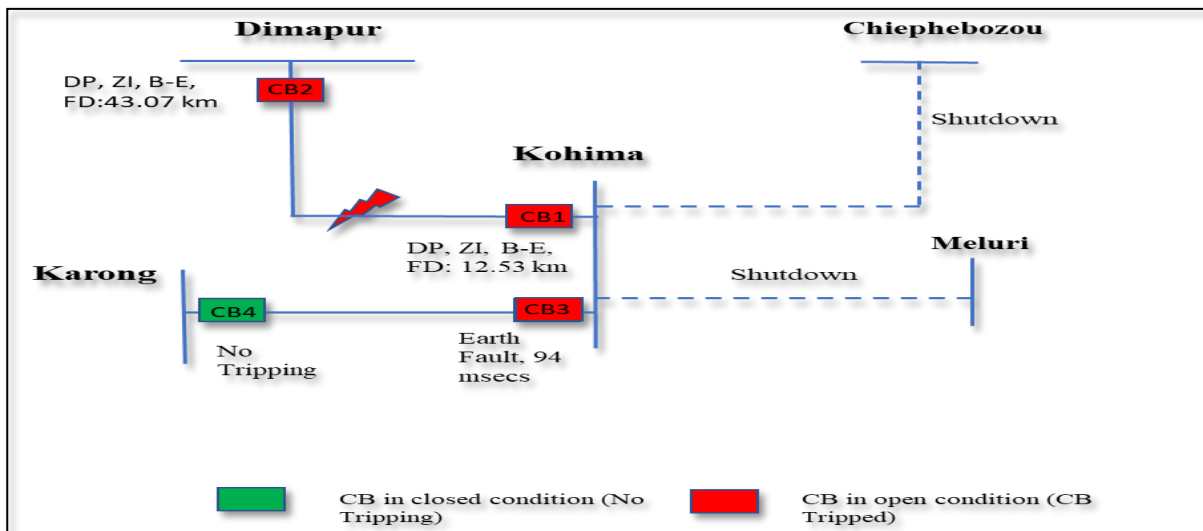 Dimapur
Chiephebozou
DP, ZI, B-E,
FD:43.07 km
CB2
Shutdown
Kohima
CB1
DP, ZI, B-E,
FD: 12.53 km
Meluri
Karong
Shutdown
CB4
CB3
No
Tripping
Earth
Fault, 94
msecs
CB in closed condition (No
Tripping)
CB in open condition (CB
Tripped)